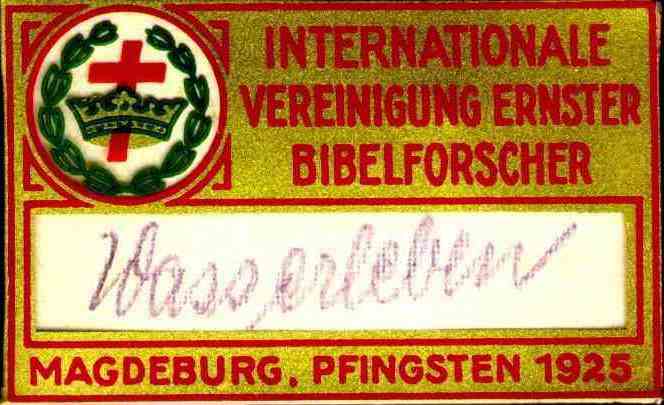 INTERNATIONALE
VEREINIGUNG ERNSTER
BIBELFORSCHER
Wasserleben
MAGDEBURG, PFINGSTEN 1925